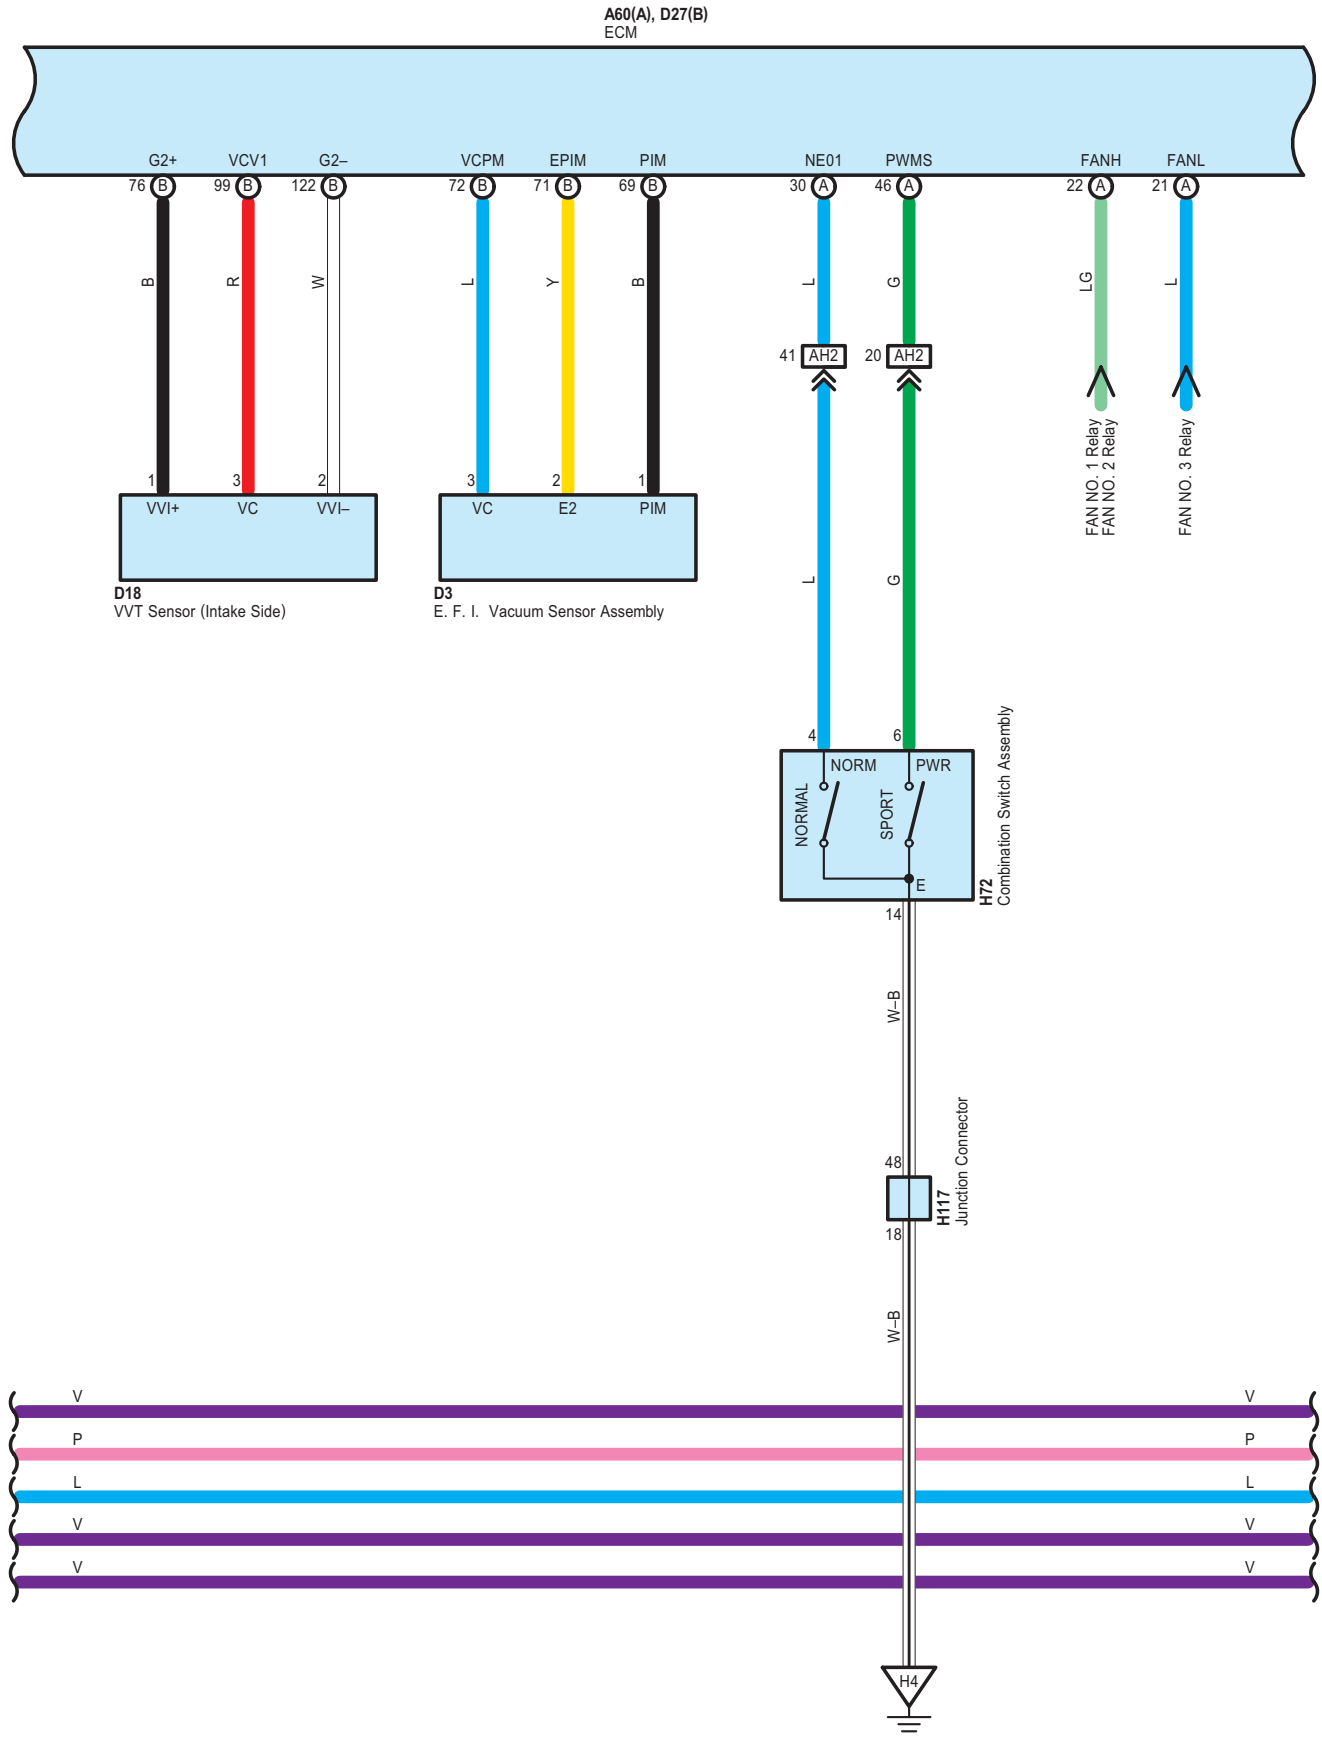 A60(A), D27(B)
ECM
G2+ VCV1 G2– VCPM EPIM PIM NE01 PWMS FANH FANL
76 B 99 B 122 B 72 B 71 B 69 B 30 A 46 A 22 A 21 A
B R W L Y B L G LG L
41 AH2 20 AH2
FAN NO. 1 Relay
FAN NO. 2 Relay
FAN NO. 3 Relay
1 3 2 3 2 1
VVI+ VC VVI– VC E2 PIM
D18
VVT Sensor (Intake Side)
D3
E. F. I. Vacuum Sensor Assembly
L G
4 6
NORM PWR
NORMAL SPORT
E
H72
Combination Switch Assembly
14
W–B
48
H117
Junction Connector
18
W–B
V V
P P
L L
V V
V V
H4